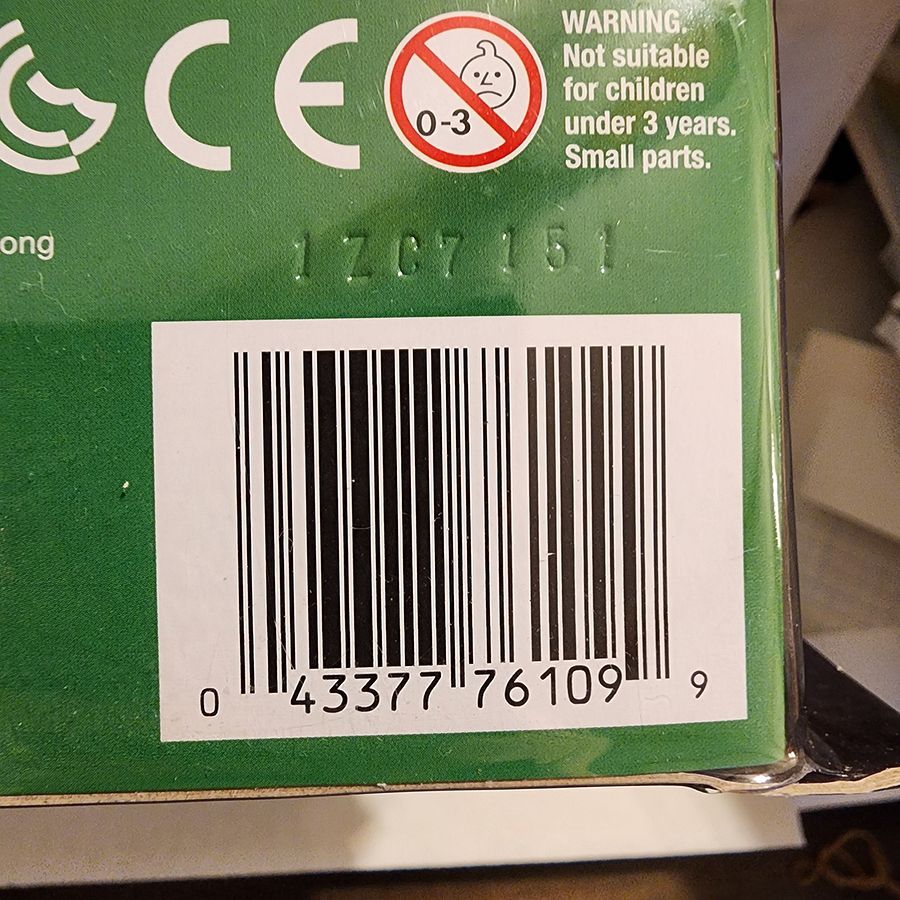 CE
0-3
WARNING.
Not suitable
for children
under 3 years.
Small parts.
ong
1ZC7151
0 43377 76109 9